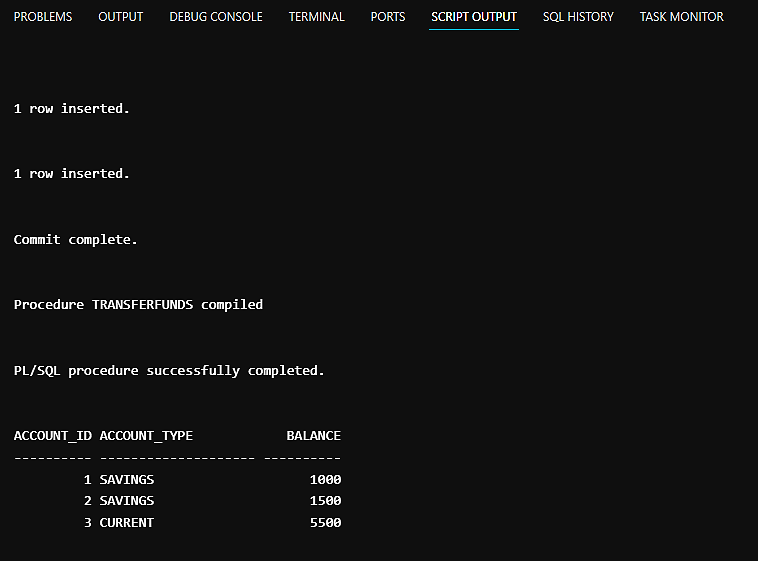 PROBLEMS OUTPUT DEBUG CONSOLE TERMINAL PORTS SCRIPT OUTPUT SQL HISTORY TASK MONITOR
1 row inserted.
1 row inserted.
Commit complete.
Procedure TRANSFERFUNDS compiled
PL/SQL procedure successfully completed.
ACCOUNT_ID ACCOUNT_TYPE BALANCE
---------- -------------------- ----------
1 SAVINGS 1000
2 SAVINGS 1500
3 CURRENT 5500